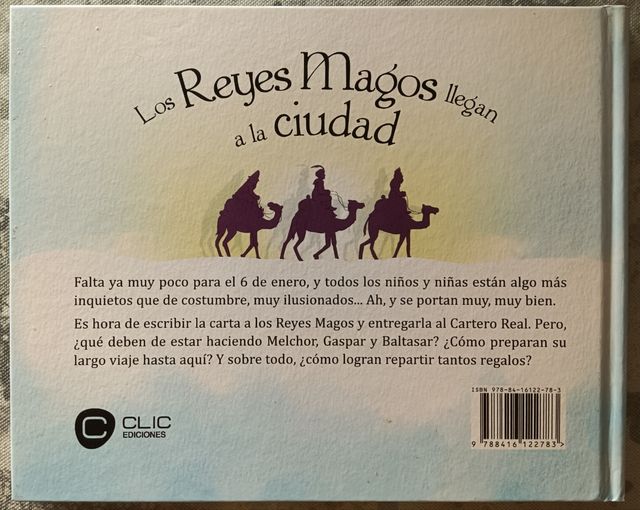 Los Reyes Magos llegan
a la ciudad
Falta ya muy poco para el 6 de enero, y todos los niños y niñas están algo más
inquietos que de costumbre, muy ilusionados... Ah, y se portan muy, muy bien.
Es hora de escribir la carta a los Reyes Magos y entregarla al Cartero Real. Pero,
¿qué deben de estar haciendo Melchor, Gaspar y Baltasar? ¿Cómo preparan su
largo viaje hasta aquí? Y sobre todo, ¿cómo logran repartir tantos regalos?
ISBN 978-84-16122-78-3
9 788416 122783>
C CLIC
EDICIONES